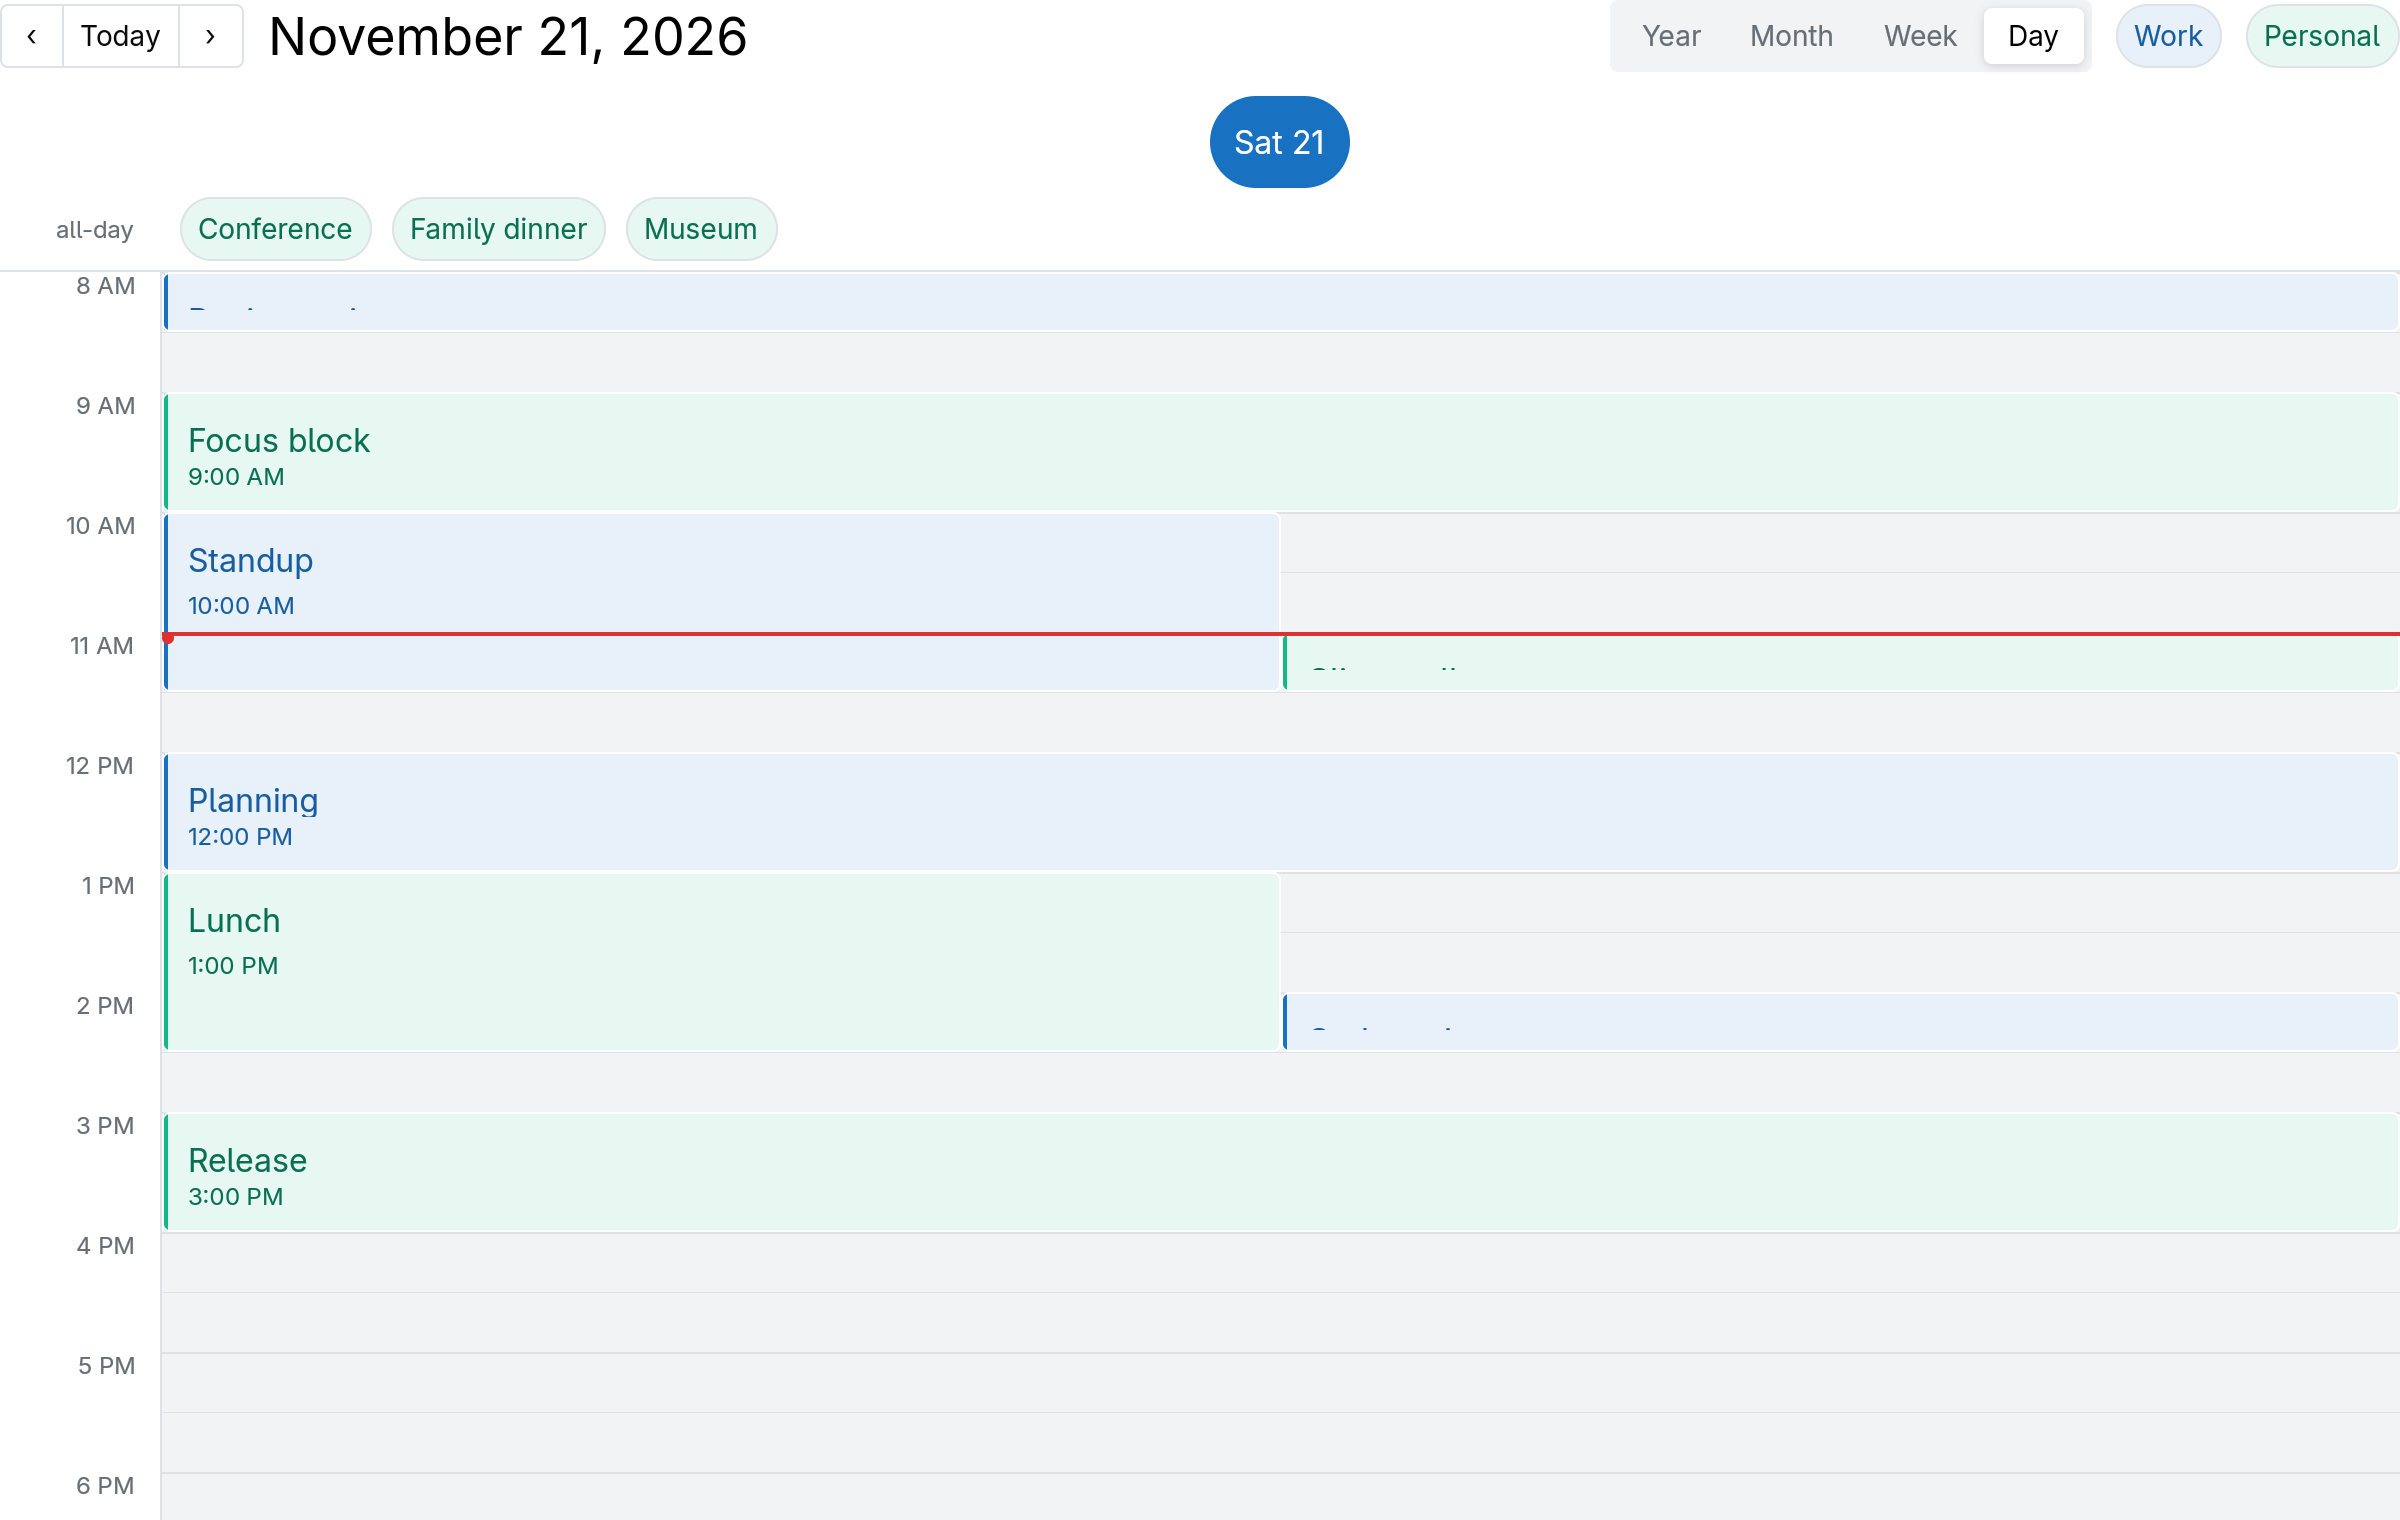 ‹ Today › November 21, 2026 Year Month Week Day Work Personal
Sat 21
all-day Conference Family dinner Museum
8 AM
9 AM
Focus block
9:00 AM
10 AM
Standup
10:00 AM
11 AM
12 PM
Planning
12:00 PM
1 PM
Lunch
1:00 PM
2 PM
3 PM
Release
3:00 PM
4 PM
5 PM
6 PM